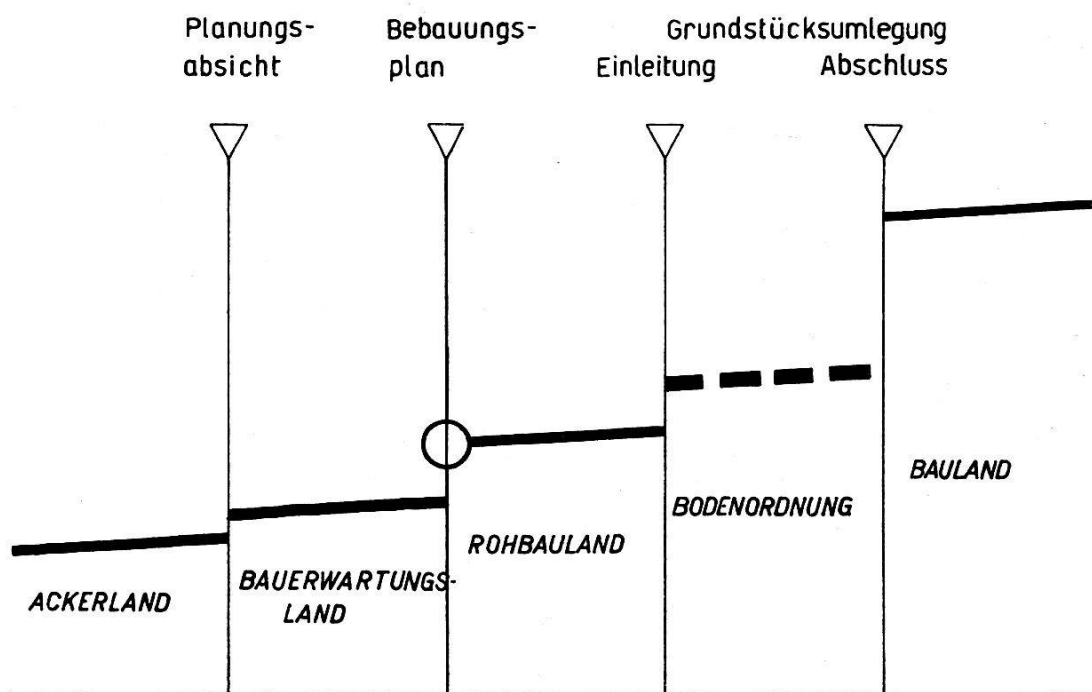 Planungs-
absicht
Bebauungs-
plan
Grundstücksumlegung
Einleitung
Abschluss
ACKERLAND
BAUERWARTUNGS-
LAND
ROHBAULAND
BODENORDNUNG
BAULAND